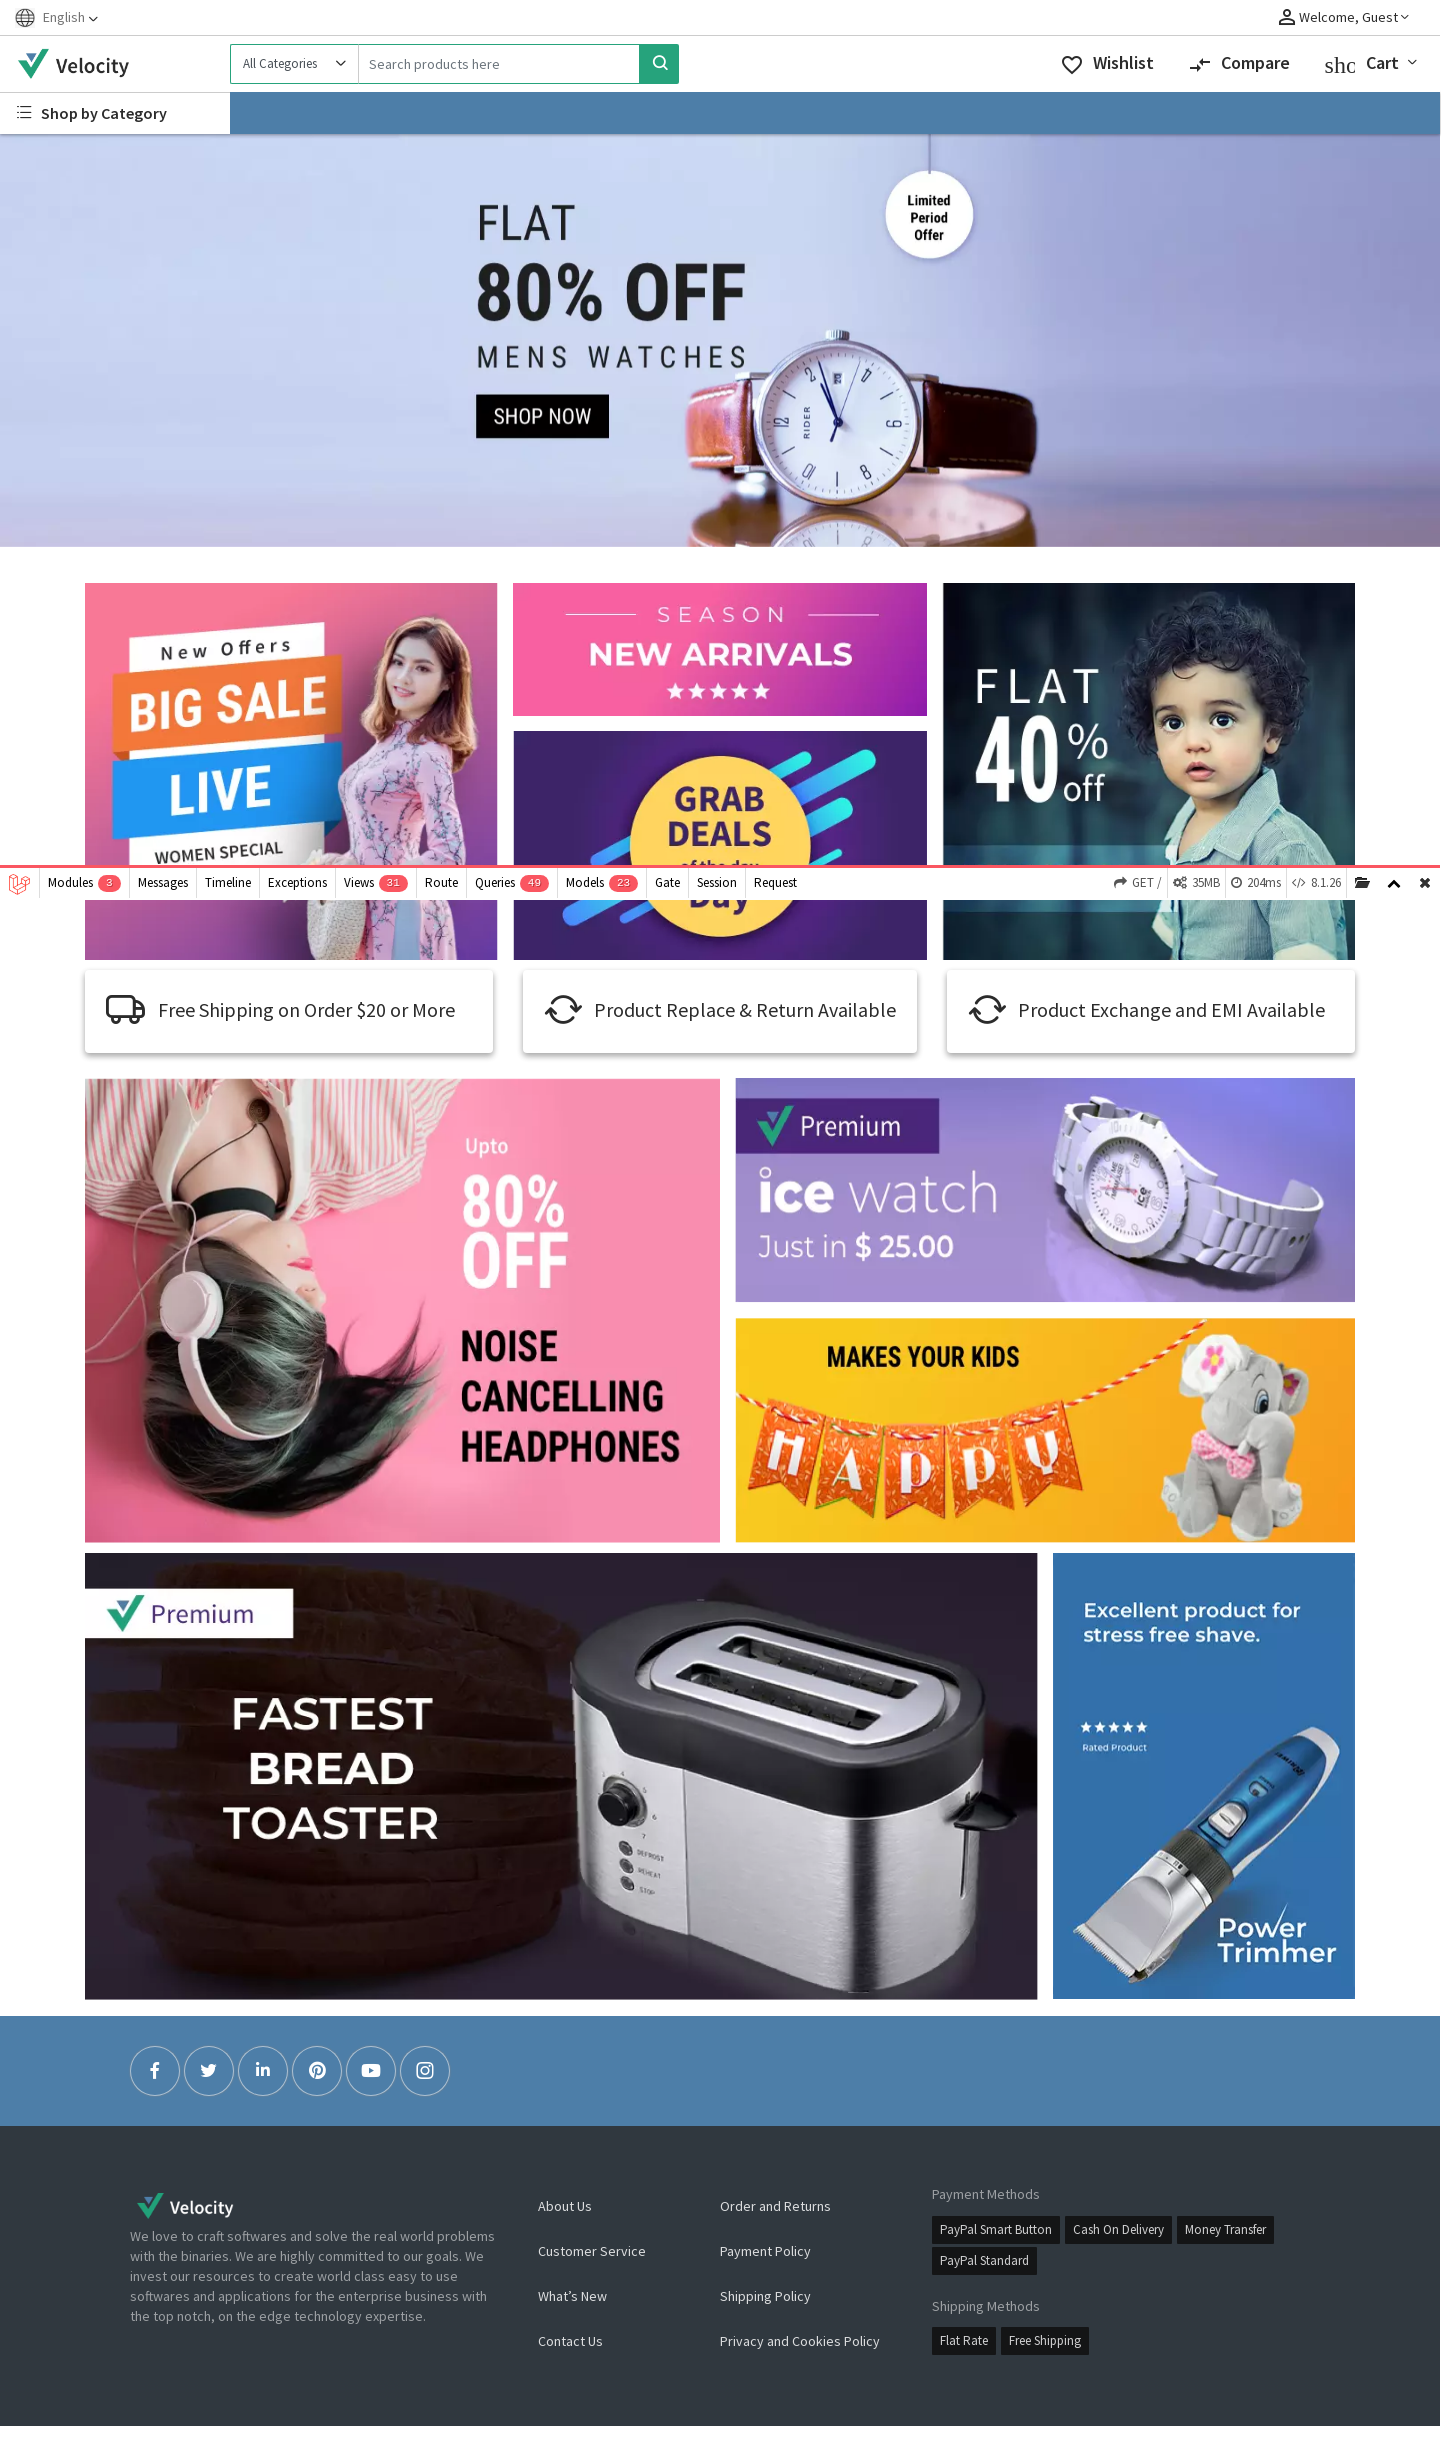 English
Welcome, Guest
Velocity
All Categories
Search products here
Wishlist
Compare
Cart
Shop by Category
Limited
Period
Offer
FLAT
80% OFF
MENS WATCHES
SHOP NOW
RIDER
New Offers
BIG SALE
LIVE
WOMEN SPECIAL
SEASON
NEW ARRIVALS
GRAB
DEALS
of the day
Day
FLAT
40%
off
Modules 3 Messages Timeline Exceptions Views 31 Route Queries 49 Models 23 Gate Session Request
GET / 35MB 204ms 8.1.26
Free Shipping on Order $20 or More
Product Replace & Return Available
Product Exchange and EMI Available
Upto
80%
OFF
NOISE
CANCELLING
HEADPHONES
Premium
ice watch
Just in $ 25.00
MAKES YOUR KIDS
HAPPY
Premium
FASTEST
BREAD
TOASTER
DEFROST
REHEAT
STOP
Excellent product for
stress free shave.
Rated Product
Power
Trimmer
Velocity
We love to craft softwares and solve the real world problems
with the binaries. We are highly committed to our goals. We
invest our resources to create world class easy to use
softwares and applications for the enterprise business with
the top notch, on the edge technology expertise.
About Us
Customer Service
What’s New
Contact Us
Order and Returns
Payment Policy
Shipping Policy
Privacy and Cookies Policy
Payment Methods
PayPal Smart Button Cash On Delivery Money Transfer
PayPal Standard
Shipping Methods
Flat Rate Free Shipping